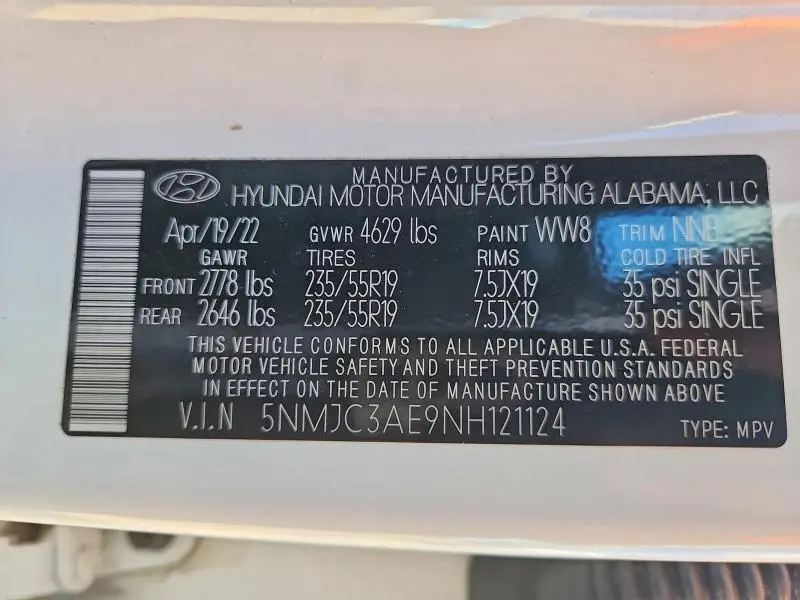 MANUFACTURED BY
HYUNDAI MOTOR MANUFACTURING ALABAMA, LLC
Apr/19/22 GVWR 4629 lbs PAINT WW8 TRIM NNB
GAWR TIRES RIMS COLD TIRE INFL
FRONT 2778 lbs 235/55R19 7.5JX19 35 psi SINGLE
REAR 2646 lbs 235/55R19 7.5JX19 35 psi SINGLE
THIS VEHICLE CONFORMS TO ALL APPLICABLE U.S.A. FEDERAL
MOTOR VEHICLE SAFETY AND THEFT PREVENTION STANDARDS
IN EFFECT ON THE DATE OF MANUFACTURE SHOWN ABOVE
V.I.N 5NMJC3AE9NH121124 TYPE: MPV